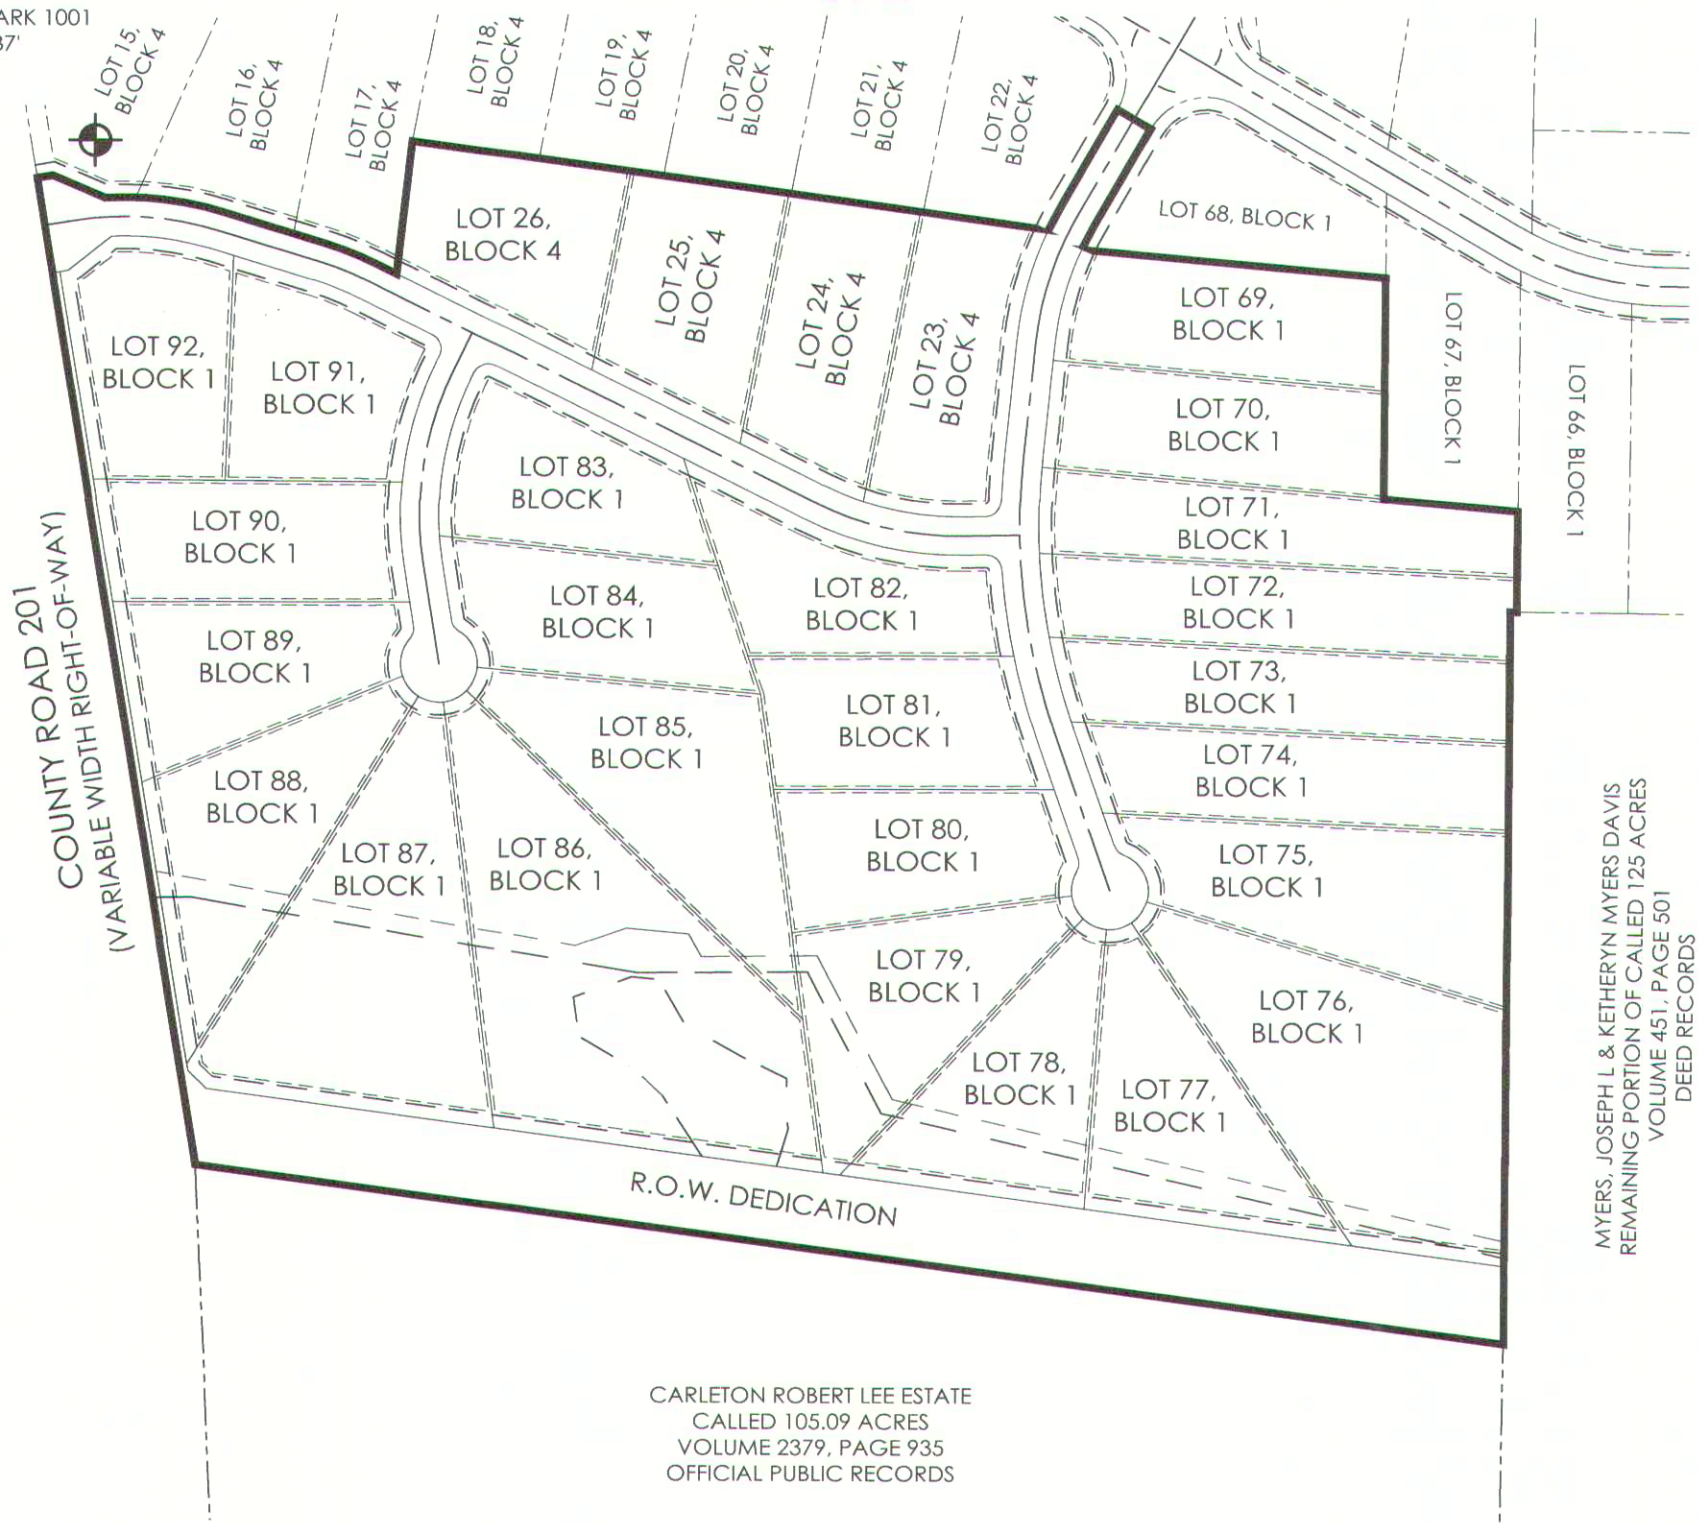 ARK 1001
37'
LOT 15,
BLOCK 4
LOT 16,
BLOCK 4
LOT 17,
BLOCK 4
LOT 18,
BLOCK 4
LOT 19,
BLOCK 4
LOT 20,
BLOCK 4
LOT 21,
BLOCK 4
LOT 22,
BLOCK 4
LOT 26,
BLOCK 4
LOT 25,
BLOCK 4
LOT 24,
BLOCK 4
LOT 23,
BLOCK 4
LOT 68, BLOCK 1
LOT 69,
BLOCK 1
LOT 67, BLOCK 1
LOT 66, BLOCK 1
LOT 92,
BLOCK 1
LOT 91,
BLOCK 1
LOT 70,
BLOCK 1
LOT 83,
BLOCK 1
LOT 71,
BLOCK 1
LOT 90,
BLOCK 1
LOT 84,
BLOCK 1
LOT 82,
BLOCK 1
LOT 72,
BLOCK 1
LOT 89,
BLOCK 1
LOT 73,
BLOCK 1
LOT 85,
BLOCK 1
LOT 81,
BLOCK 1
LOT 74,
BLOCK 1
COUNTY ROAD 201
(VARIABLE WIDTH RIGHT-OF-WAY)
LOT 88,
BLOCK 1
LOT 87,
BLOCK 1
LOT 86,
BLOCK 1
LOT 80,
BLOCK 1
LOT 75,
BLOCK 1
LOT 79,
BLOCK 1
LOT 76,
BLOCK 1
LOT 78,
BLOCK 1
LOT 77,
BLOCK 1
R.O.W. DEDICATION
MYERS, JOSEPH L & KETHERYN MYERS DAVIS
REMAINING PORTION OF CALLED 125 ACRES
VOLUME 451, PAGE 501
DEED RECORDS
CARLETON ROBERT LEE ESTATE
CALLED 105.09 ACRES
VOLUME 2379, PAGE 935
OFFICIAL PUBLIC RECORDS